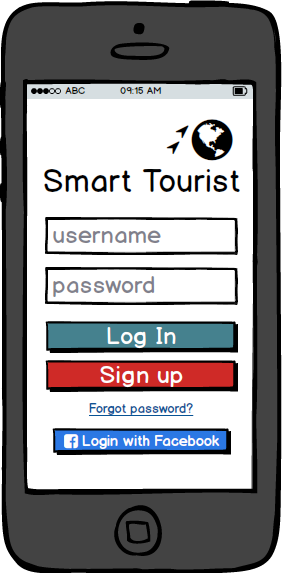 ABC 09:15 AM
Smart Tourist
username
password
Log In
Sign up
Forgot password?
Login with Facebook